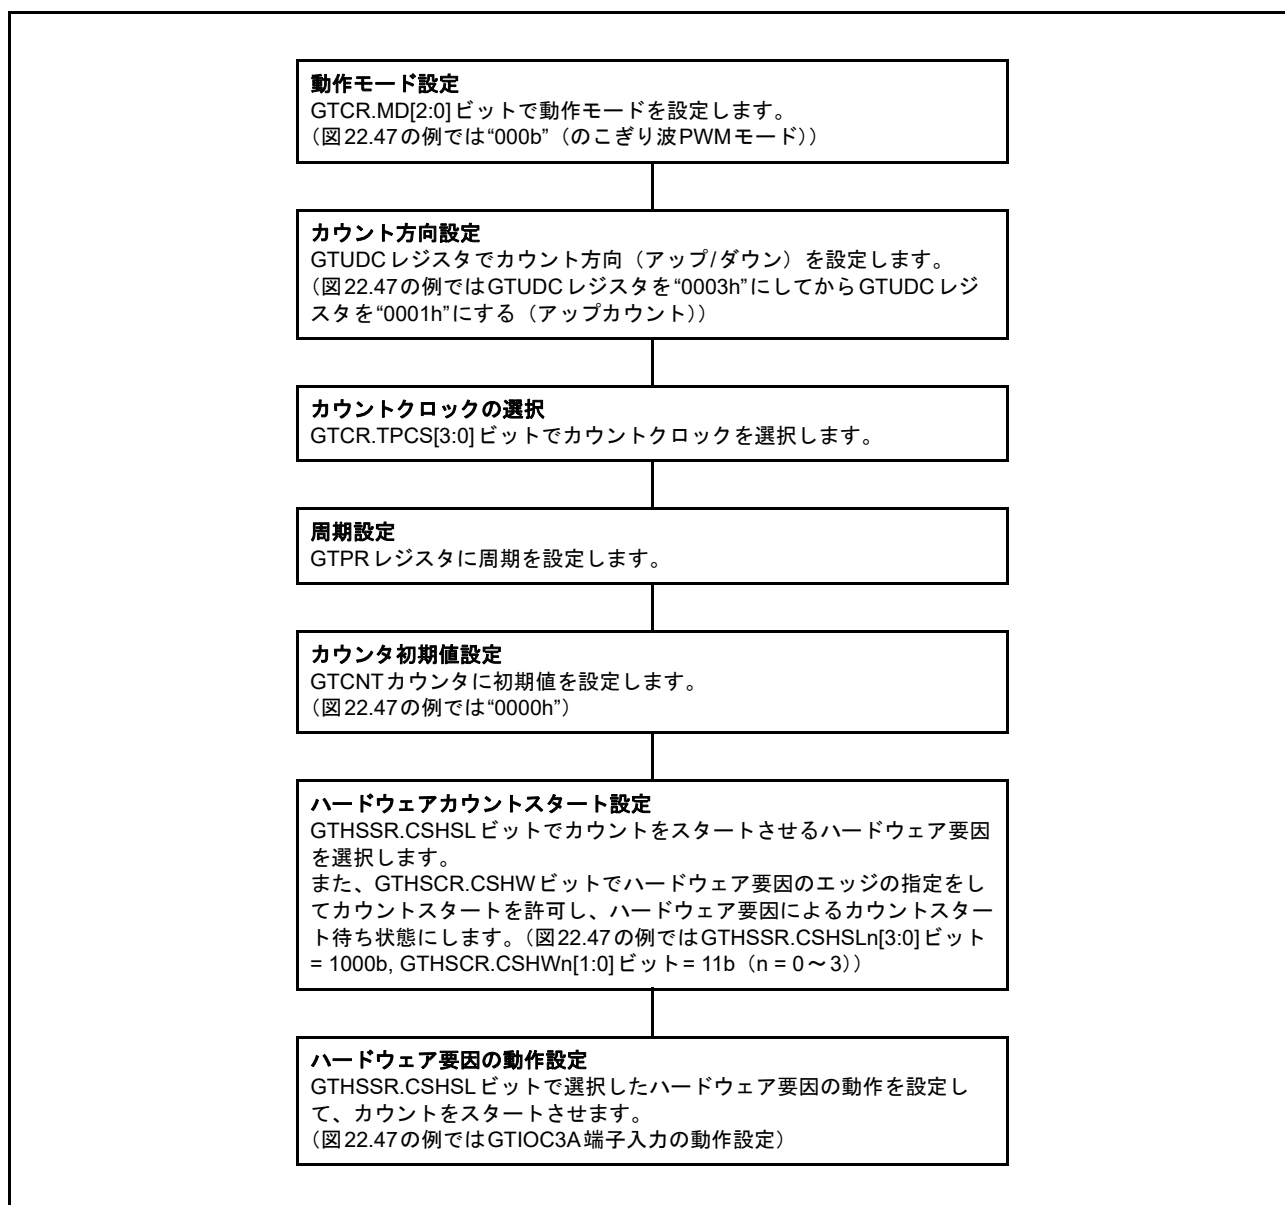 動作モード設定
GTCR.MD[2:0]ビットで動作モードを設定します。
（図22.47の例では“000b”（のこぎり波PWMモード））
カウント方向設定
GTUDCレジスタでカウント方向（アップ/ダウン）を設定します。
（図22.47の例ではGTUDCレジスタを“0003h”にしてからGTUDCレジ
スタを“0001h”にする（アップカウント））
カウントクロックの選択
GTCR.TPCS[3:0]ビットでカウントクロックを選択します。
周期設定
GTPRレジスタに周期を設定します。
カウンタ初期値設定
GTCNTカウンタに初期値を設定します。
（図22.47の例では“0000h”）
ハードウェアカウントスタート設定
GTHSSR.CSHSLビットでカウントをスタートさせるハードウェア要因
を選択します。
また、GTHSCR.CSHWビットでハードウェア要因のエッジの指定をし
てカウントスタートを許可し、ハードウェア要因によるカウントスター
ト待ち状態にします。（図22.47の例ではGTHSSR.CSHSLn[3:0]ビット
= 1000b, GTHSCR.CSHWn[1:0]ビット= 11b（n = 0～3））
ハードウェア要因の動作設定
GTHSSR.CSHSLビットで選択したハードウェア要因の動作を設定し
て、カウントをスタートさせます。
（図22.47の例ではGTIOC3A端子入力の動作設定）